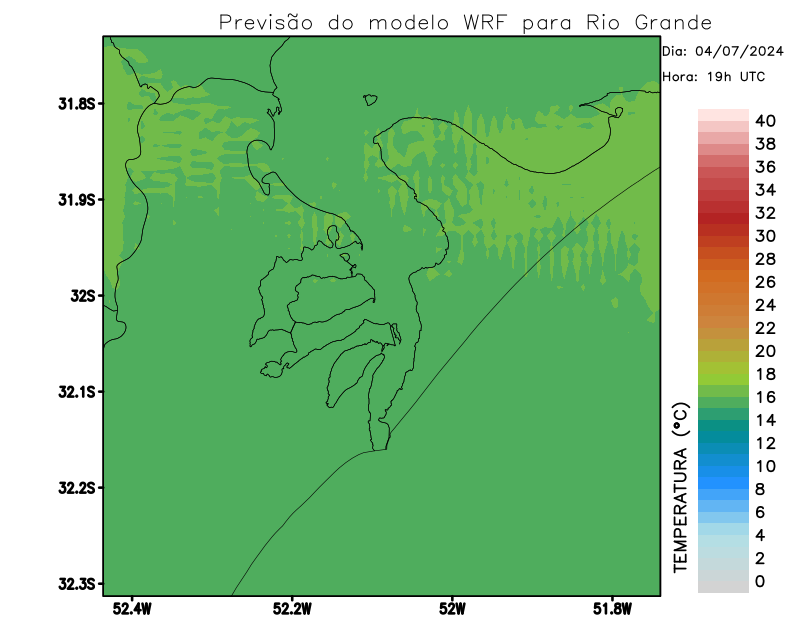 Previsão do modelo WRF para Rio Grande
Dia: 04/07/2024
Hora: 19h UTC
31.8S
31.9S
32S
32.1S
32.2S
32.3S
52.4W
52.2W
52W
51.8W
TEMPERATURA (°C)
40
38
36
34
32
30
28
26
24
22
20
18
16
14
12
10
8
6
4
2
0